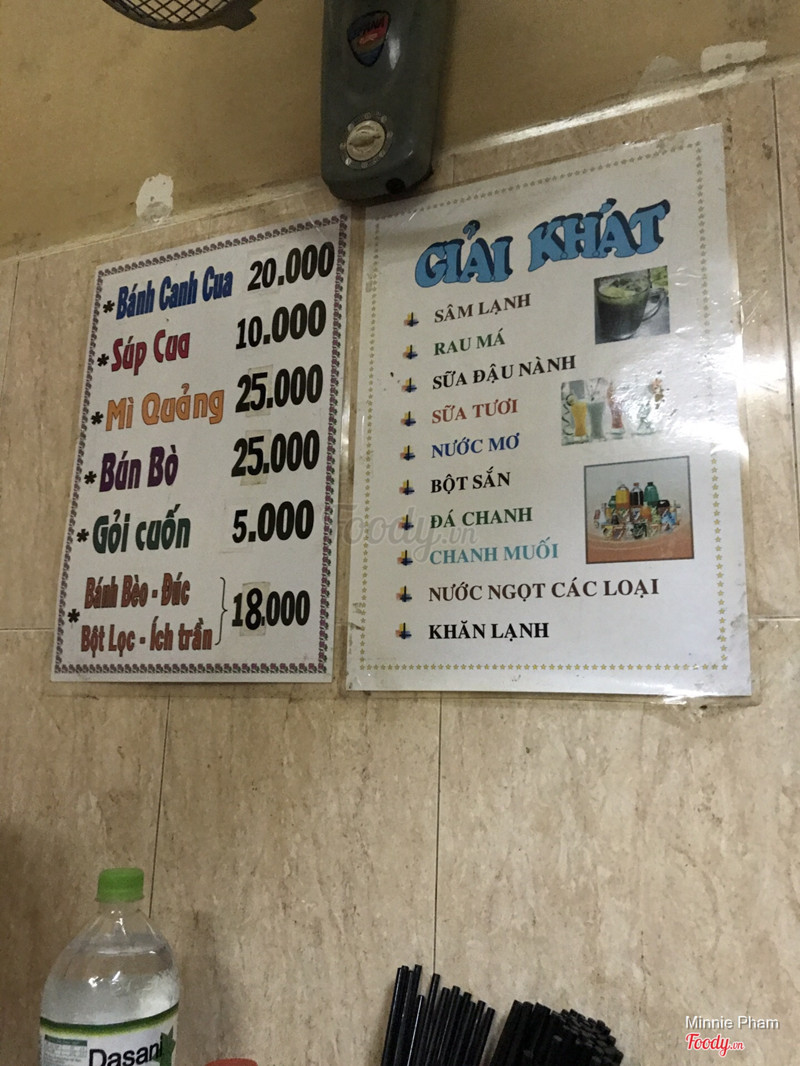 * Bánh Canh Cua 20.000
* Súp Cua 10.000
* Mì Quảng 25.000
* Bún Bò 25.000
* Gỏi cuốn 5.000
* Bánh Bèo - Đúc
Bột Lọc - Ích trần } 18.000
GIẢI KHÁT
SÂM LẠNH
RAU MÁ
SỮA ĐẬU NÀNH
SỮA TƯƠI
NƯỚC MƠ
BỘT SẮN
ĐÁ CHANH
CHANH MUỐI
NƯỚC NGỌT CÁC LOẠI
KHĂN LẠNH
Foody.vn
Dasani
Minnie Pham
Foody.vn